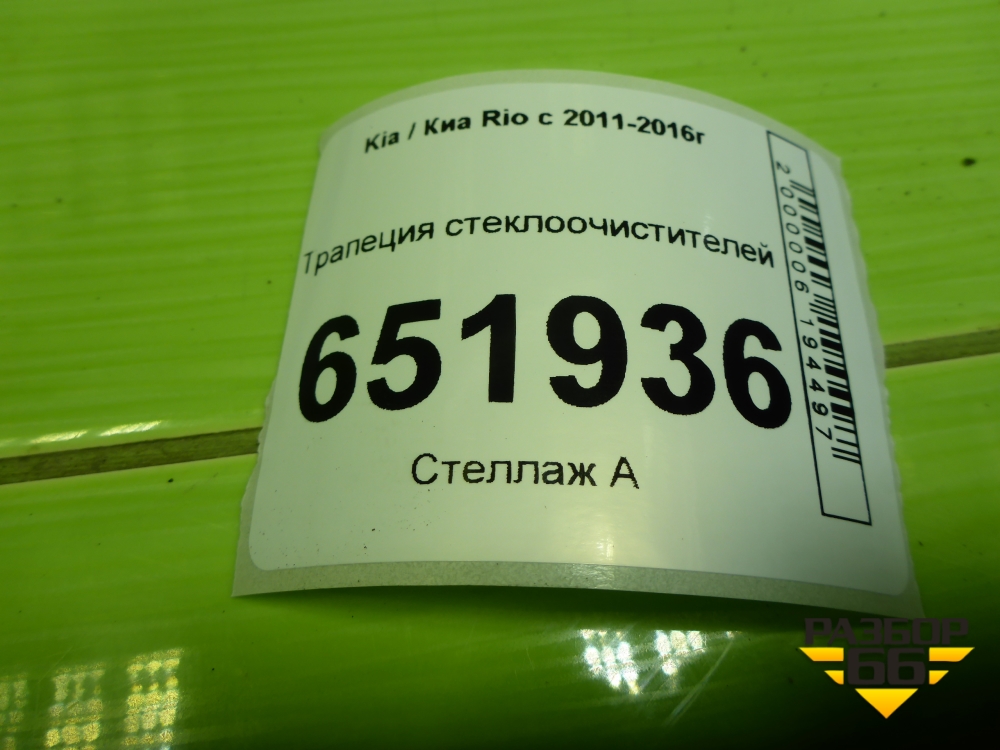 Kia / Киа Rio с 2011-2016г
Трапеция стеклоочистителей
651936
Стеллаж А
2000006194497
РАЗБОР
66